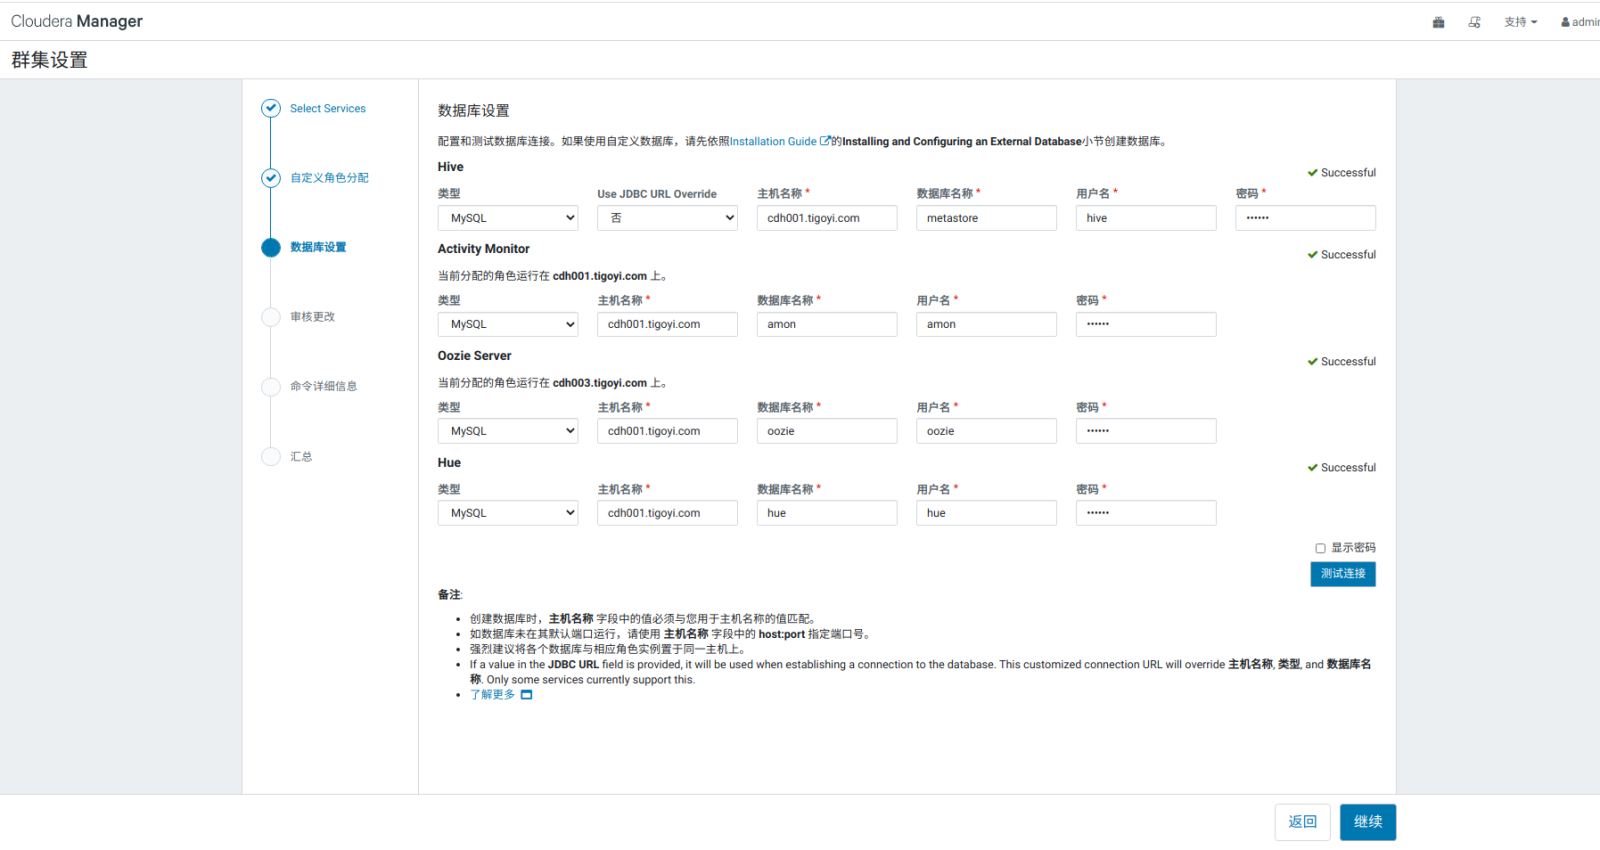 Cloudera Manager
支持
admin
群集设置
Select Services
自定义角色分配
数据库设置
审核更改
命令详细信息
汇总
数据库设置
配置和测试数据库连接。如果使用自定义数据库，请先依照Installation Guide的Installing and Configuring an External Database小节创建数据库。
Hive
Successful
类型 Use JDBC URL Override 主机名称 * 数据库名称 * 用户名 * 密码 *
MySQL 否 cdh001.tigoyi.com metastore hive ••••••
Activity Monitor
Successful
当前分配的角色运行在 cdh001.tigoyi.com 上。
类型 主机名称 * 数据库名称 * 用户名 * 密码 *
MySQL cdh001.tigoyi.com amon amon ••••••
Oozie Server
Successful
当前分配的角色运行在 cdh003.tigoyi.com 上。
类型 主机名称 * 数据库名称 * 用户名 * 密码 *
MySQL cdh001.tigoyi.com oozie oozie ••••••
Hue
Successful
类型 主机名称 * 数据库名称 * 用户名 * 密码 *
MySQL cdh001.tigoyi.com hue hue ••••••
显示密码
测试连接
备注:
• 创建数据库时，主机名称 字段中的值必须与您用于主机名称的值匹配。
• 如数据库未在其默认端口运行，请使用 主机名称 字段中的 host:port 指定端口号。
• 强烈建议将各个数据库与相应角色实例置于同一主机上。
• If a value in the JDBC URL field is provided, it will be used when establishing a connection to the database. This customized connection URL will override 主机名称, 类型, and 数据库名
称. Only some services currently support this.
• 了解更多
返回
继续